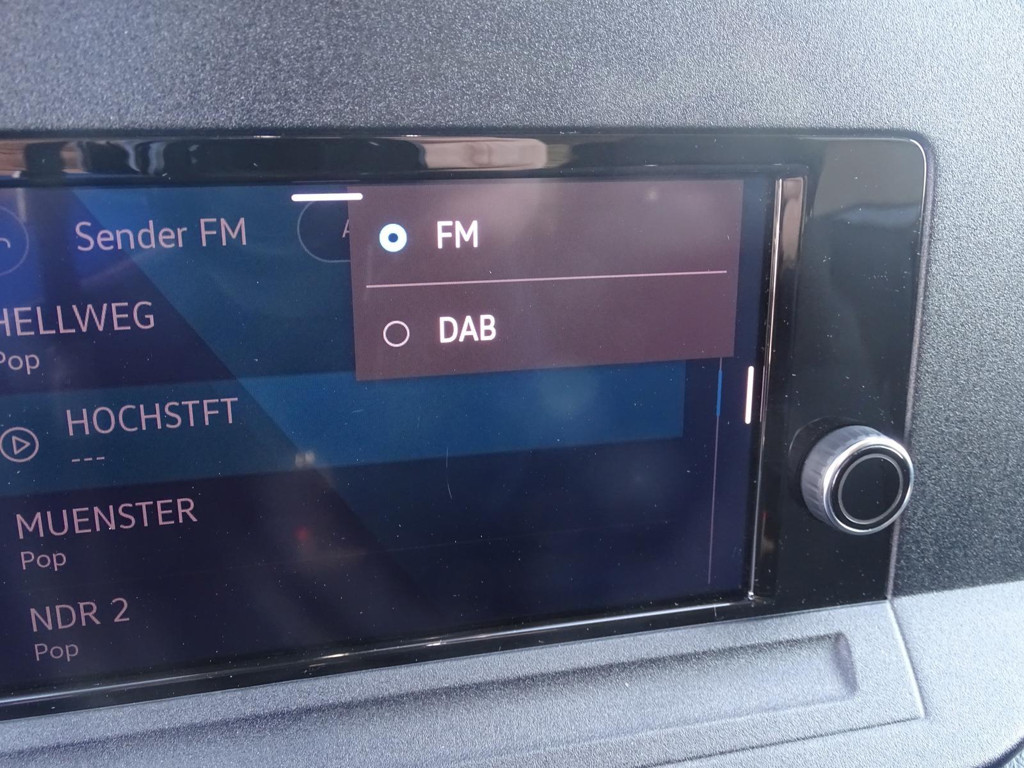 Sender FM
FM
DAB
HELLWEG
Pop
HOCHSTFT
---
MUENSTER
Pop
NDR 2
Pop